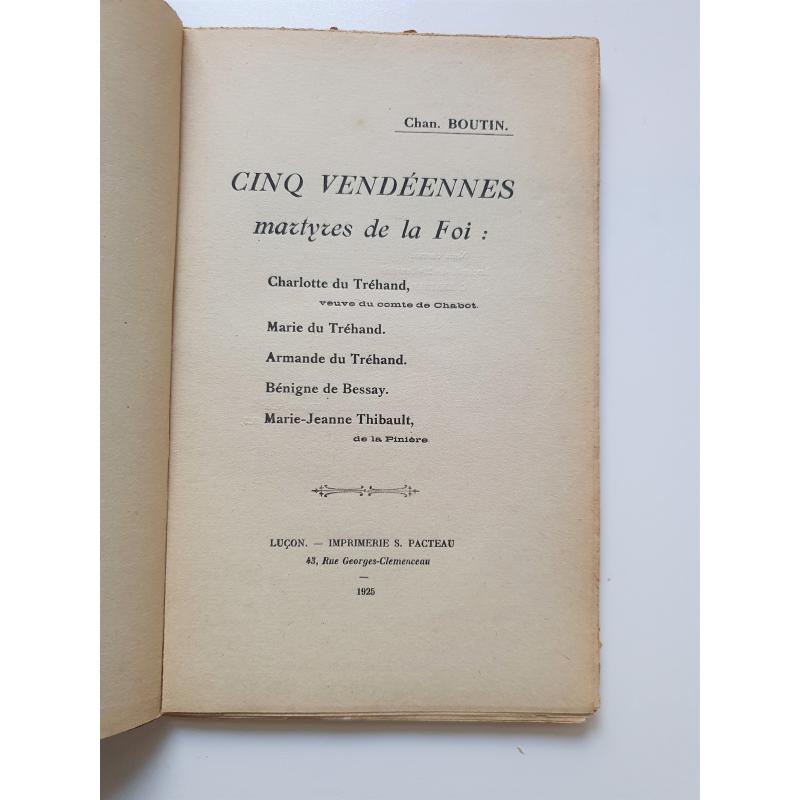 Chan. BOUTIN.
CINQ VENDÉENNES
martyres de la Foi :
Charlotte du Tréhand,
veuve du comte de Chabot.
Marie du Tréhand.
Armande du Tréhand.
Bénigne de Bessay.
Marie-Jeanne Thibault,
de la Pinière.
LUÇON. — IMPRIMERIE S. PACTEAU
43, Rue Georges-Clemenceau
—
1925